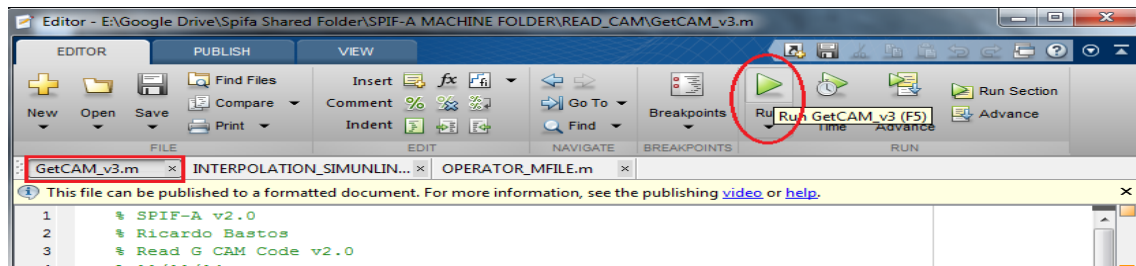 Editor - E:\Google Drive\Spifa Shared Folder\SPIF-A MACHINE FOLDER\READ_CAM\GetCAM_v3.m
EDITOR PUBLISH VIEW
New Open Save Find Files Compare Print
Insert fx Comment Indent
Go To Find
Breakpoints
Run Run GetCAM_v3 (F5) Time Advance
Run Section Advance
FILE EDIT NAVIGATE BREAKPOINTS RUN
GetCAM_v3.m × INTERPOLATION_SIMUNLIN... × OPERATOR_MFILE.m ×
This file can be published to a formatted document. For more information, see the publishing video or help. ×
1 % SPIF-A v2.0
2 % Ricardo Bastos
3 % Read G CAM Code v2.0